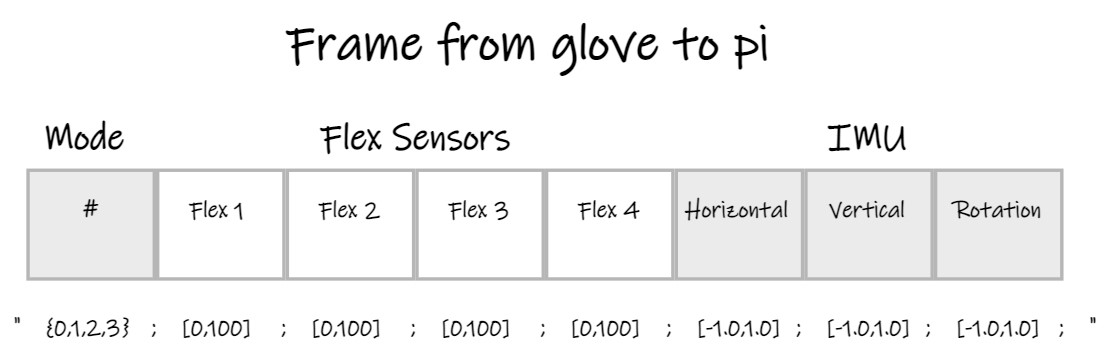 Frame from glove to pi
Mode Flex Sensors IMU
# Flex 1 Flex 2 Flex 3 Flex 4 Horizontal Vertical Rotation
" {0,1,2,3} ; [0,100] ; [0,100] ; [0,100] ; [0,100] ; [-1.0,1.0] ; [-1.0,1.0] ; [-1.0,1.0] ; "